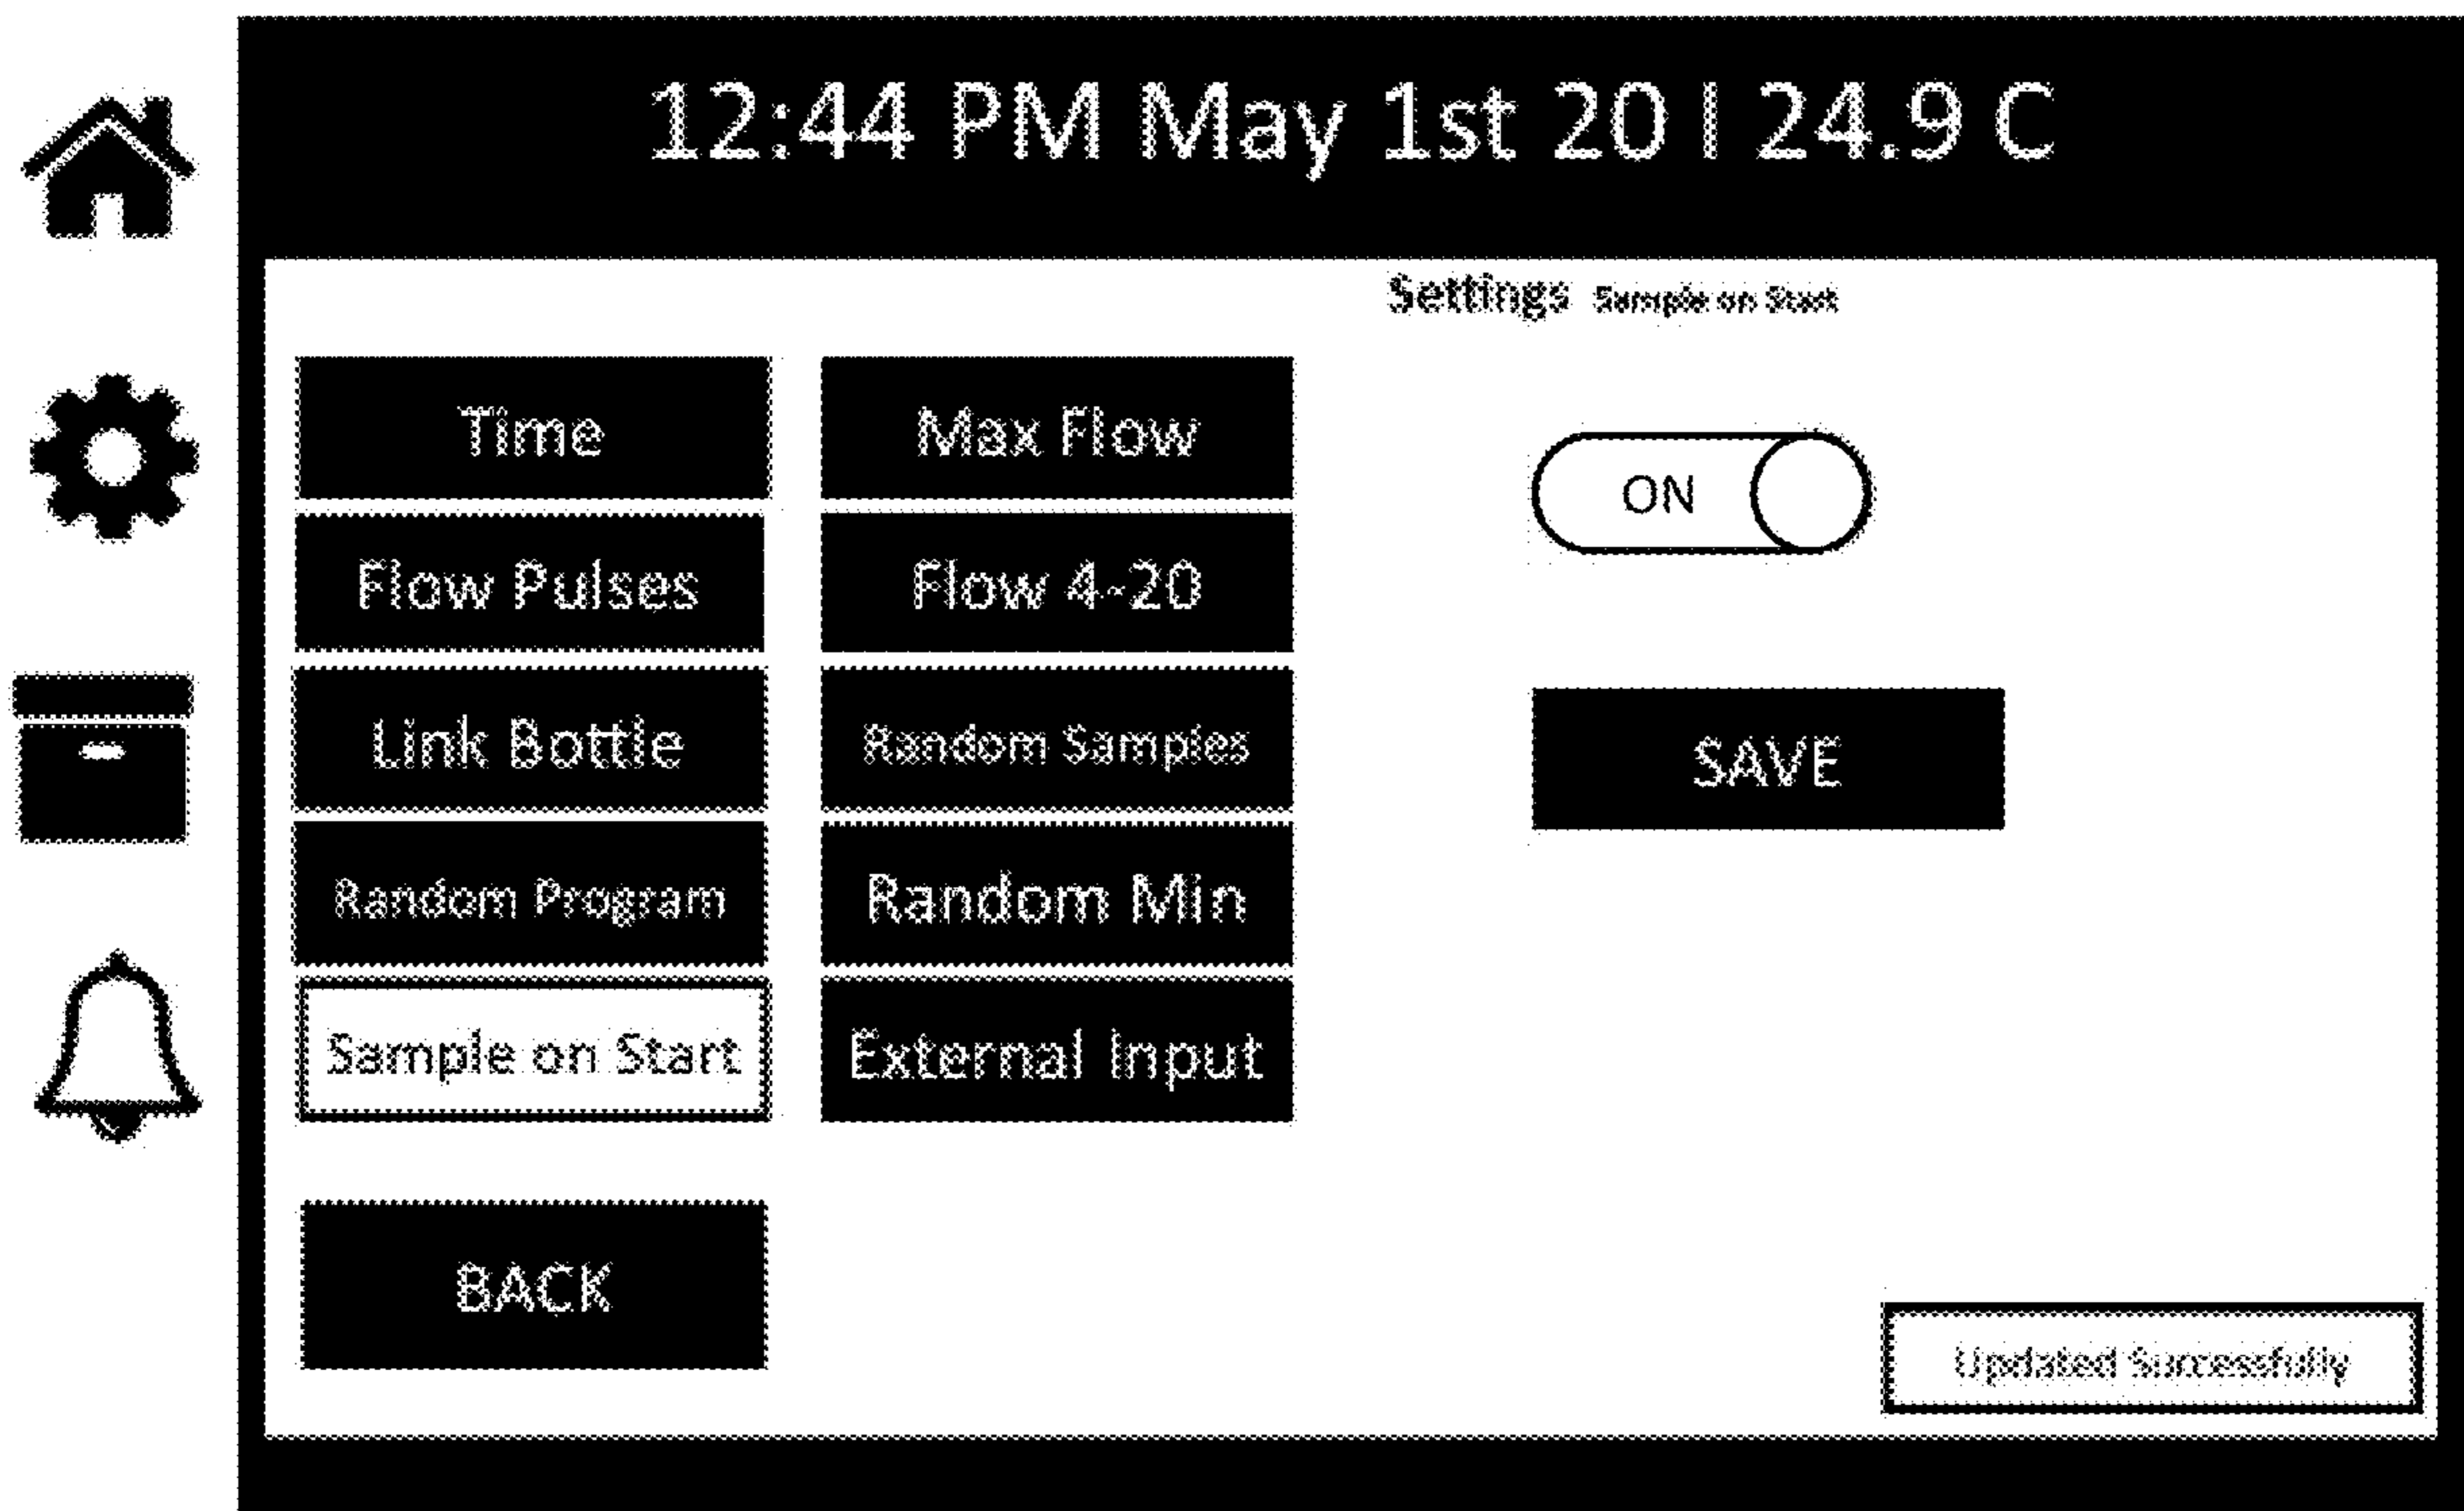 12:44 PM May 1st 20 | 24.9 C
Settings Sample on Start
Time
Max Flow
ON
Flow Pulses
Flow 4-20
Link Bottle
Random Samples
SAVE
Random Program
Random Min
Sample on Start
External Input
BACK
Updated Successfully